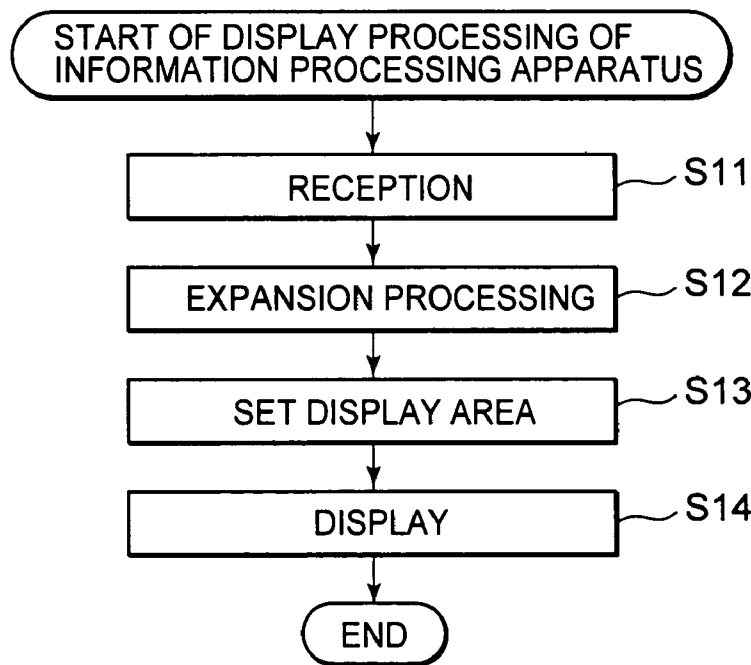 START OF DISPLAY PROCESSING OF
INFORMATION PROCESSING APPARATUS
RECEPTION
S11
EXPANSION PROCESSING
S12
SET DISPLAY AREA
S13
DISPLAY
S14
END